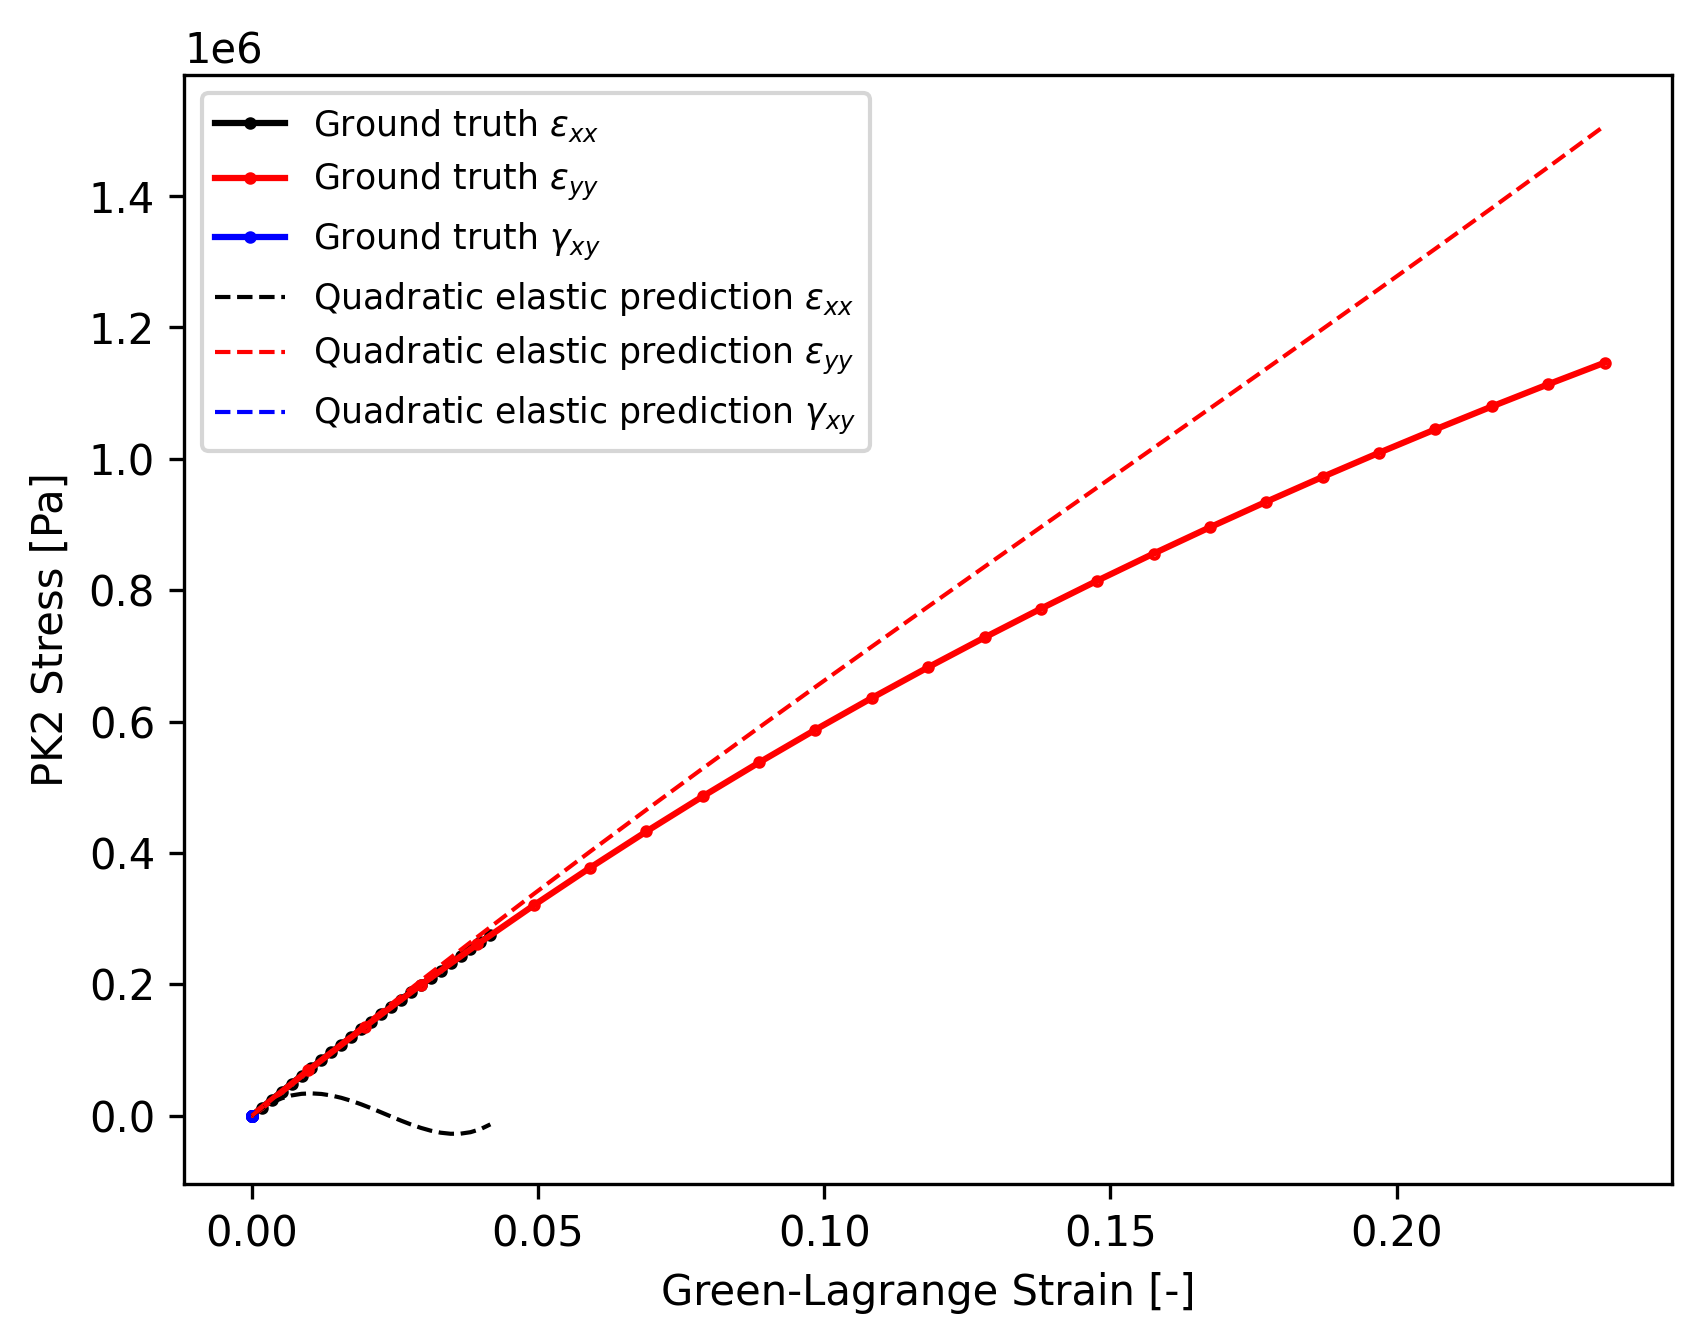 1e6
Ground truth εxx
Ground truth εyy
Ground truth γxy
Quadratic elastic prediction εxx
Quadratic elastic prediction εyy
Quadratic elastic prediction γxy
1.4
1.2
1.0
0.8
0.6
0.4
0.2
0.0
PK2 Stress [Pa]
0.00 0.05 0.10 0.15 0.20
Green-Lagrange Strain [-]